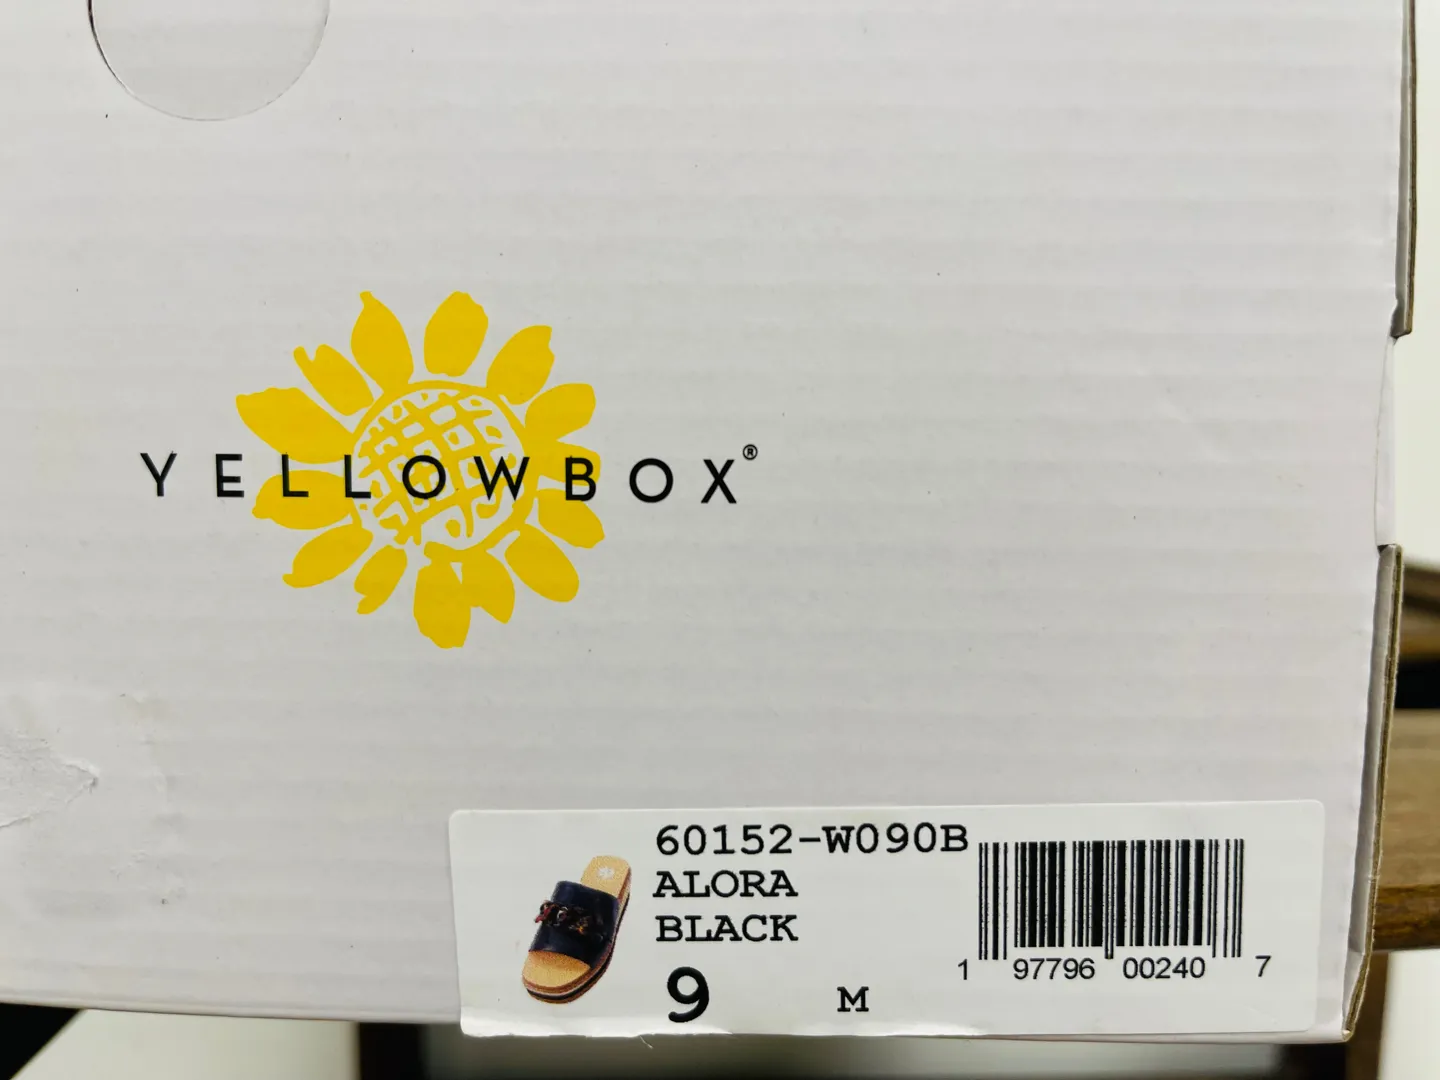 YELLOWBOX®
60152-W090B
ALORA
BLACK
9 M
1 97796 00240 7